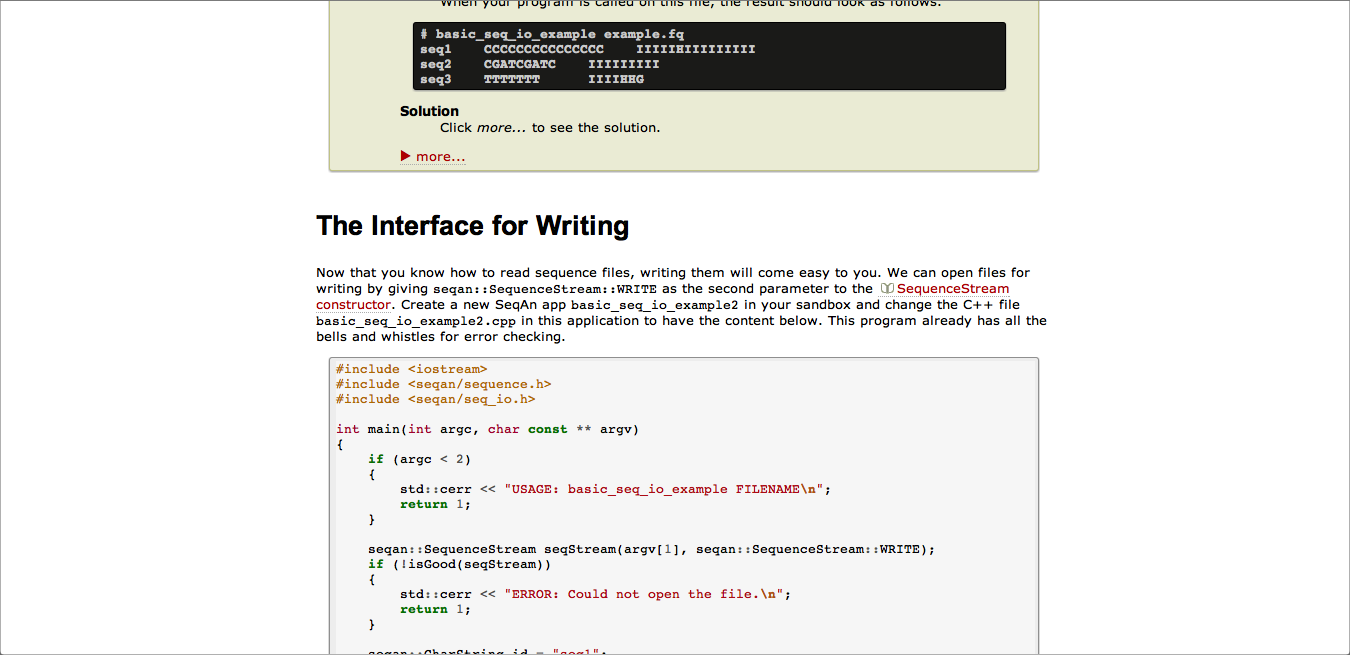 When your program is called on this file, the result should look as follows.
# basic_seq_io_example example.fq
seq1    CCCCCCCCCCCCCCC    IIIIIHIIIIIIIII
seq2    CGATCGATC    IIIIIIIII
seq3    TTTTTTT      IIIIHHG
Solution
Click more... to see the solution.
more...
The Interface for Writing
Now that you know how to read sequence files, writing them will come easy to you. We can open files for
writing by giving seqan::SequenceStream::WRITE as the second parameter to the SequenceStream
constructor. Create a new SeqAn app basic_seq_io_example2 in your sandbox and change the C++ file
basic_seq_io_example2.cpp in this application to have the content below. This program already has all the
bells and whistles for error checking.
#include <iostream>
#include <seqan/sequence.h>
#include <seqan/seq_io.h>
int main(int argc, char const ** argv)
{
    if (argc < 2)
    {
        std::cerr << "USAGE: basic_seq_io_example FILENAME\n";
        return 1;
    }
    seqan::SequenceStream seqStream(argv[1], seqan::SequenceStream::WRITE);
    if (!isGood(seqStream))
    {
        std::cerr << "ERROR: Could not open the file.\n";
        return 1;
    }
    seqan::CharString id = "seq1";